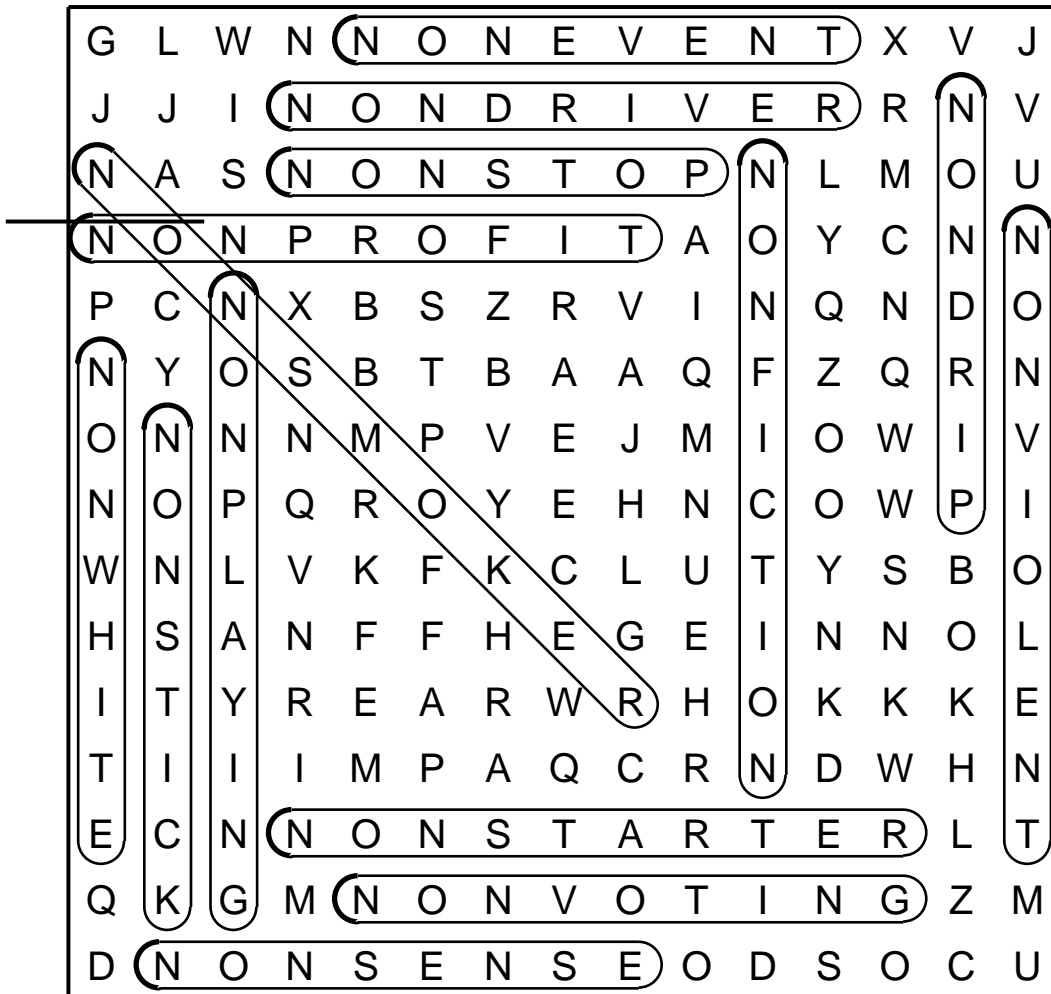 G L W N N O N E V E N T X V J
J J I N O N D R I V E R R N V
N A S N O N S T O P N L M O U
N O N P R O F I T A O Y C N N
P C N X B S Z R V I N Q N D O
N Y O S B T B A A Q F Z Q R N
O N N N M P V E J M I O W I V
N O P Q R O Y E H N C O W P I
W N L V K F K C L U T Y S B O
H S A N F F H E G E I N N O L
I T Y R E A R W R H O K K K E
T I I I M P A Q C R N D W H N
E C N N O N S T A R T E R L T
Q K G M N O N V O T I N G Z M
D N O N S E N S E O D S O C U